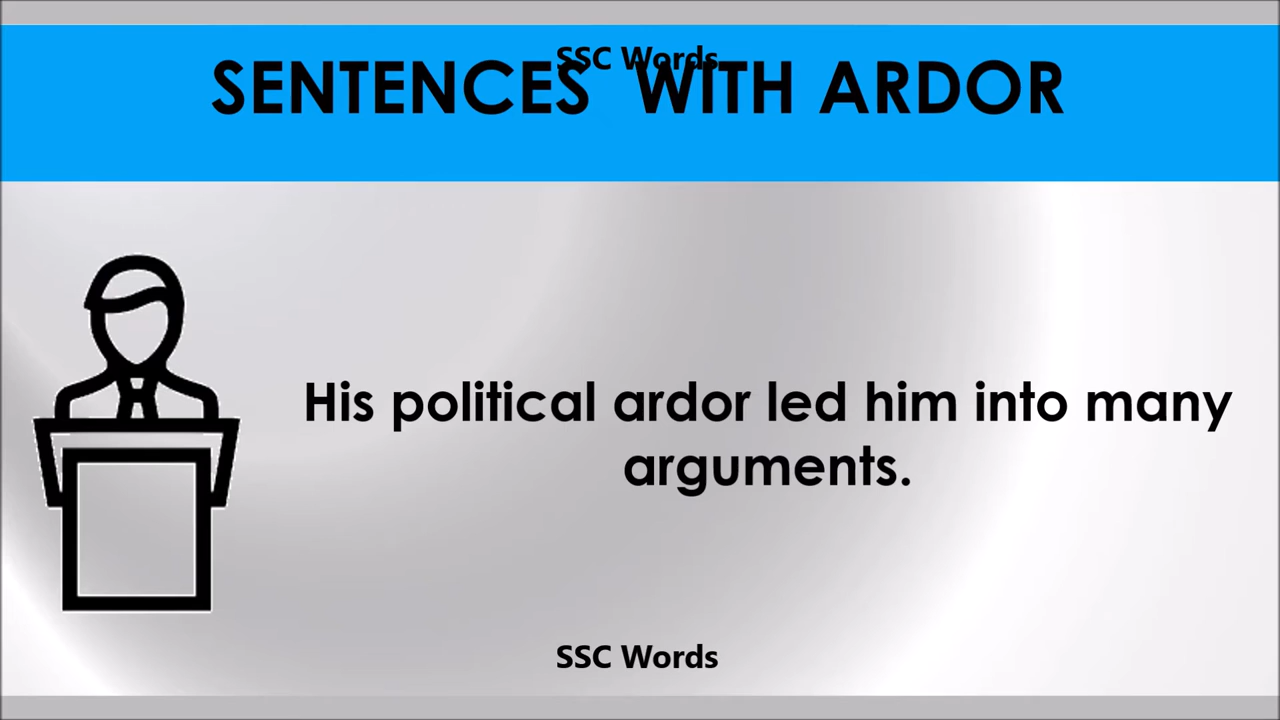 SSC Words
SENTENCES WITH ARDOR
His political ardor led him into many
arguments.
SSC Words